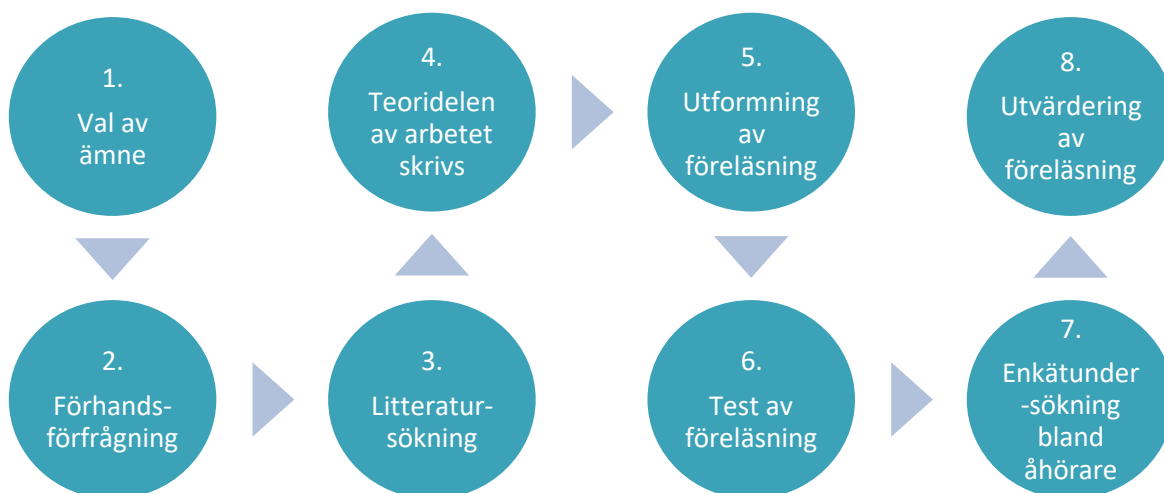 1.
Val av
ämne
2.
Förhands-
förfrågning
3.
Litteratur-
sökning
4.
Teoridelen
av arbetet
skrivs
5.
Utformning
av
föreläsning
6.
Test av
föreläsning
7.
Enkätunder
-sökning
bland
åhörare
8.
Utvärdering
av
föreläsning